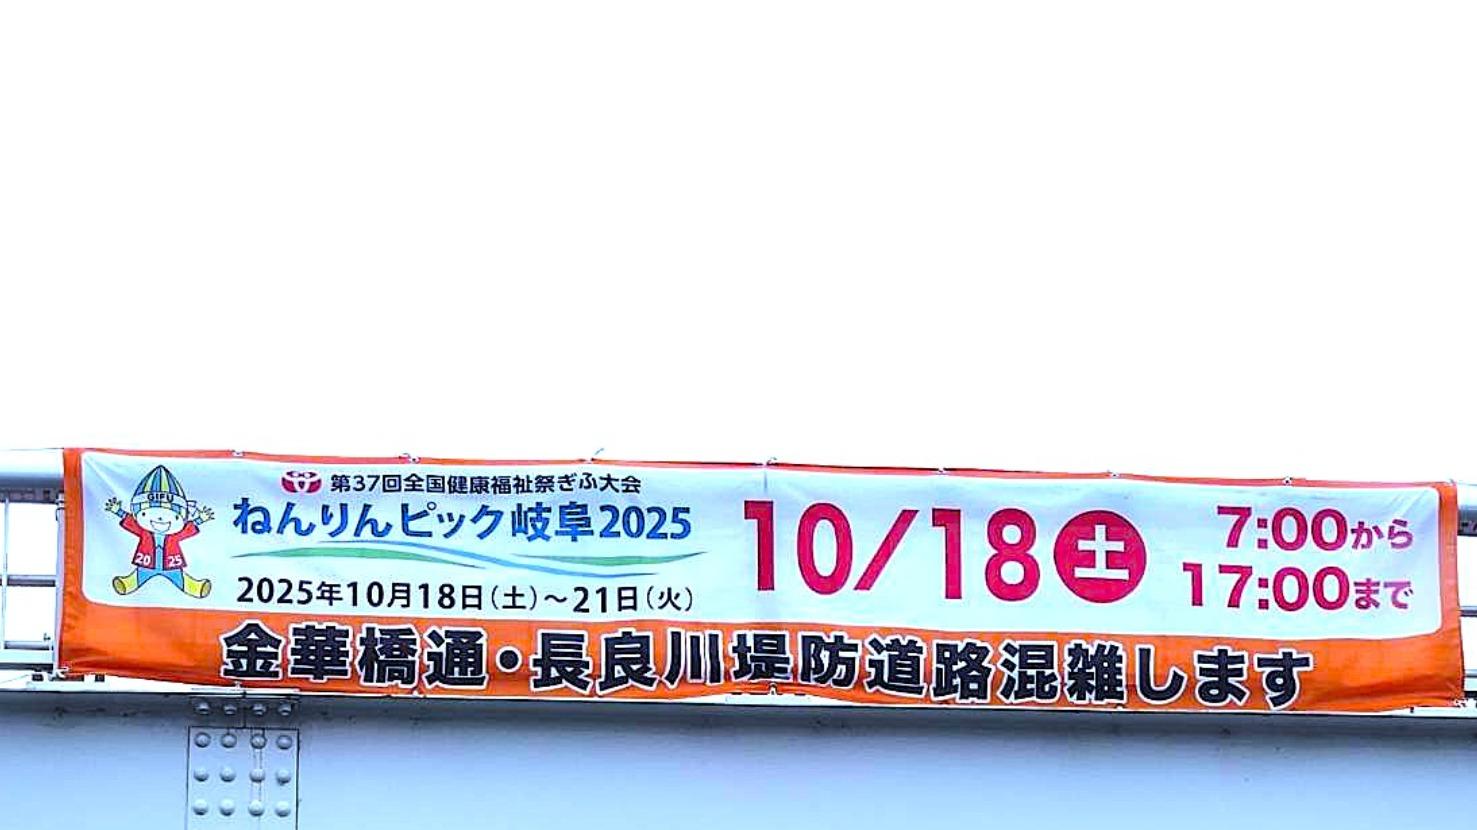 第37回全国健康福祉祭ぎふ大会
ねんりんピック岐阜2025
2025年10月18日(土)～21日(火)
GIFU
20 25
10/18 土
7:00から
17:00まで
金華橋通・長良川堤防道路混雑します